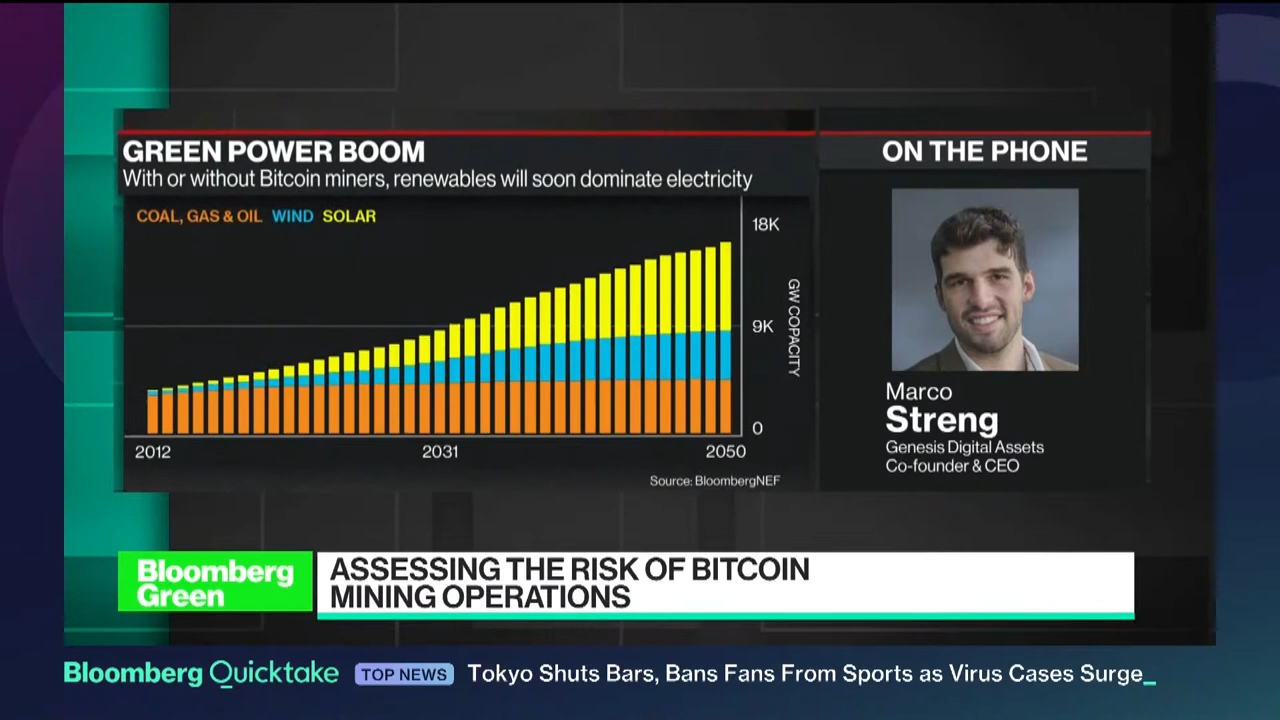 GREEN POWER BOOM
With or without Bitcoin miners, renewables will soon dominate electricity
COAL, GAS & OIL WIND SOLAR
18K
9K
0
GW COPACITY
2012 2031 2050
Source: BloombergNEF
ON THE PHONE
Marco
Streng
Genesis Digital Assets
Co-founder & CEO
Bloomberg
Green
ASSESSING THE RISK OF BITCOIN
MINING OPERATIONS
Bloomberg Quicktake TOP NEWS Tokyo Shuts Bars, Bans Fans From Sports as Virus Cases Surge_